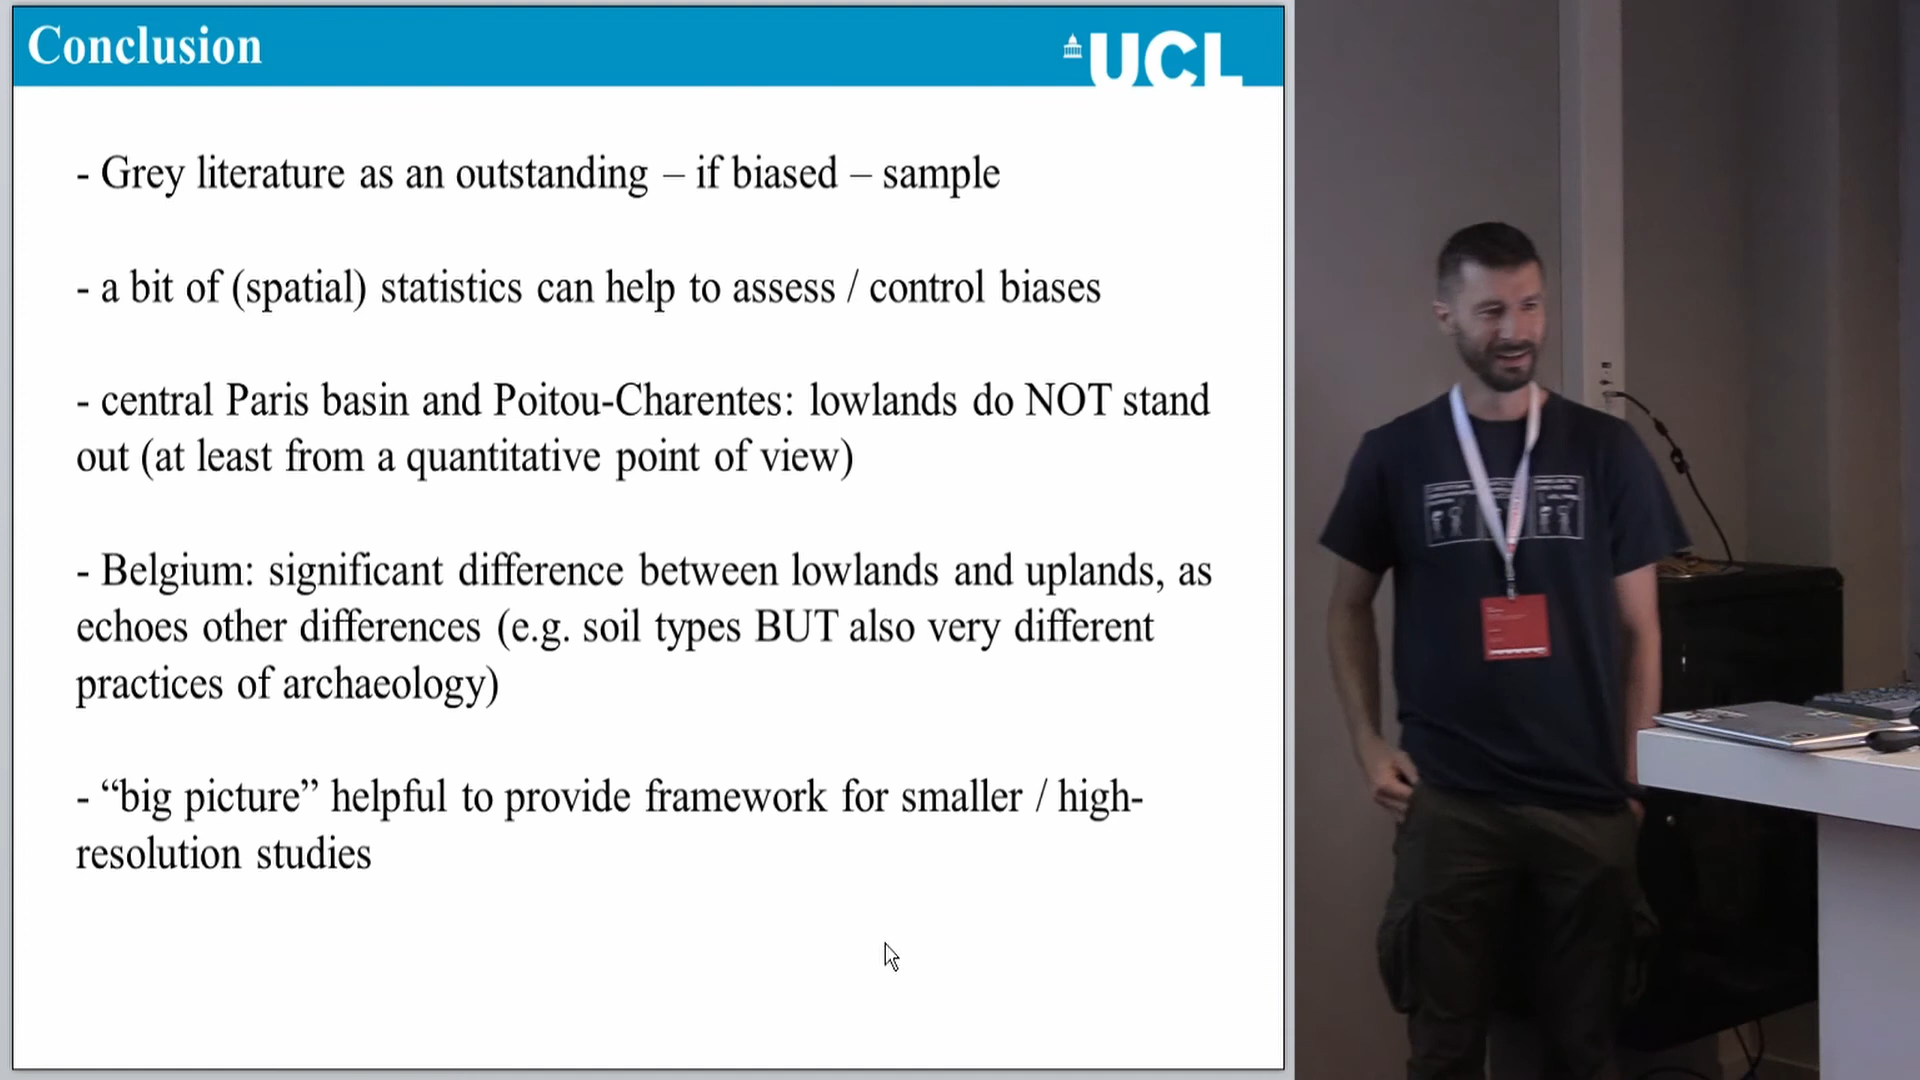 Conclusion
UCL
- Grey literature as an outstanding – if biased – sample
- a bit of (spatial) statistics can help to assess / control biases
- central Paris basin and Poitou-Charentes: lowlands do NOT stand
out (at least from a quantitative point of view)
- Belgium: significant difference between lowlands and uplands, as
echoes other differences (e.g. soil types BUT also very different
practices of archaeology)
- “big picture” helpful to provide framework for smaller / high-
resolution studies